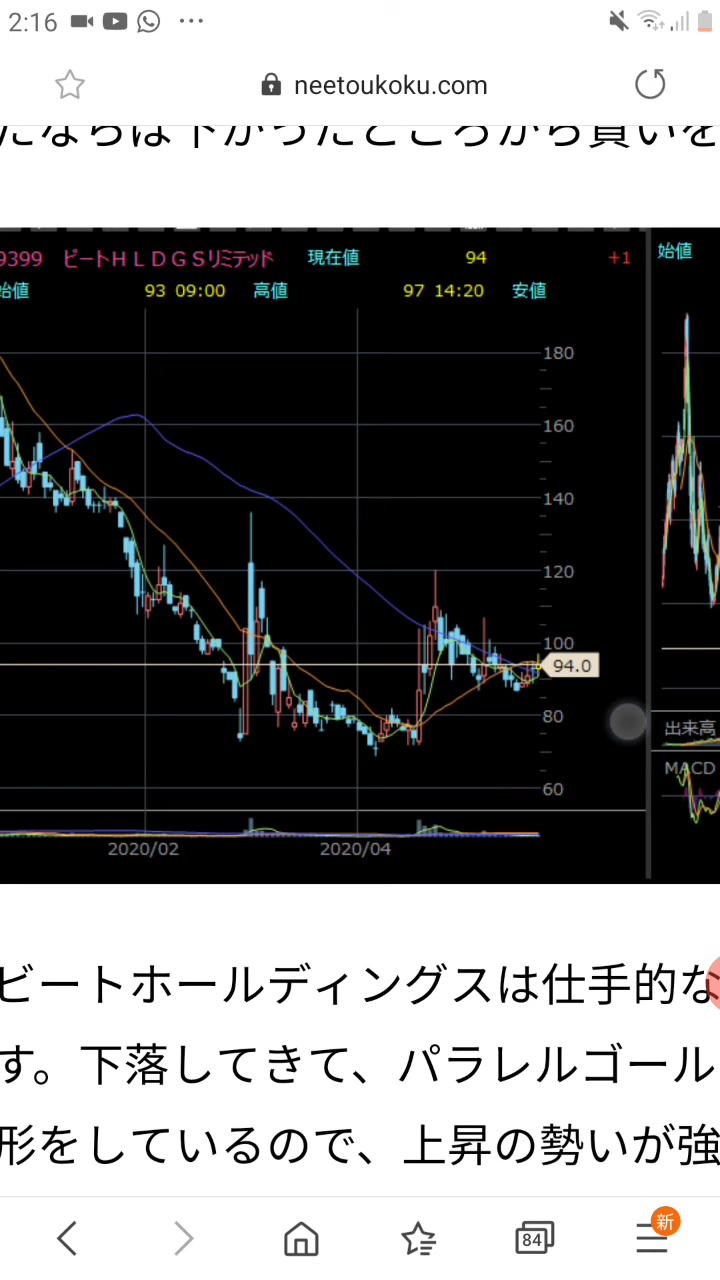 2:16
neetoukoku.com
たならば下がったところから買いを
9399 ビートHLDGSリミテッド 現在値 94 +1
始値 93 09:00 高値 97 14:20 安値
始値
180
160
140
120
100
94.0
80
60
出来高
MACD
2020/02 2020/04
ビートホールディングスは仕手的な
す。下落してきて、パラレルゴール
形をしているので、上昇の勢いが強
84
新